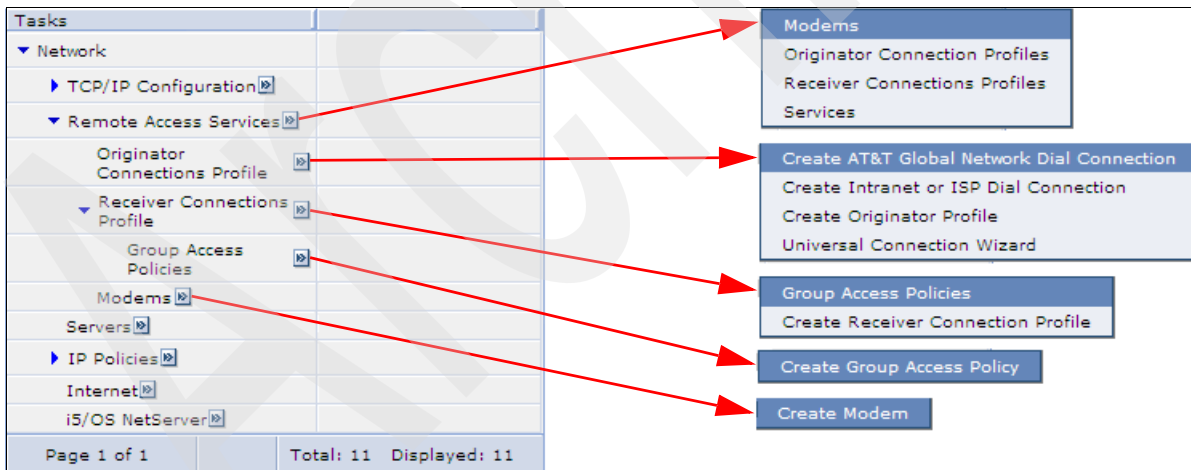 Tasks
Network
TCP/IP Configuration
Remote Access Services
Originator
Connections Profile
Receiver Connections
Profile
Group Access
Policies
Modems
Servers
IP Policies
Internet
i5/OS NetServer
Page 1 of 1 Total: 11 Displayed: 11
Modems
Originator Connection Profiles
Receiver Connections Profiles
Services
Create AT&T Global Network Dial Connection
Create Intranet or ISP Dial Connection
Create Originator Profile
Universal Connection Wizard
Group Access Policies
Create Receiver Connection Profile
Create Group Access Policy
Create Modem